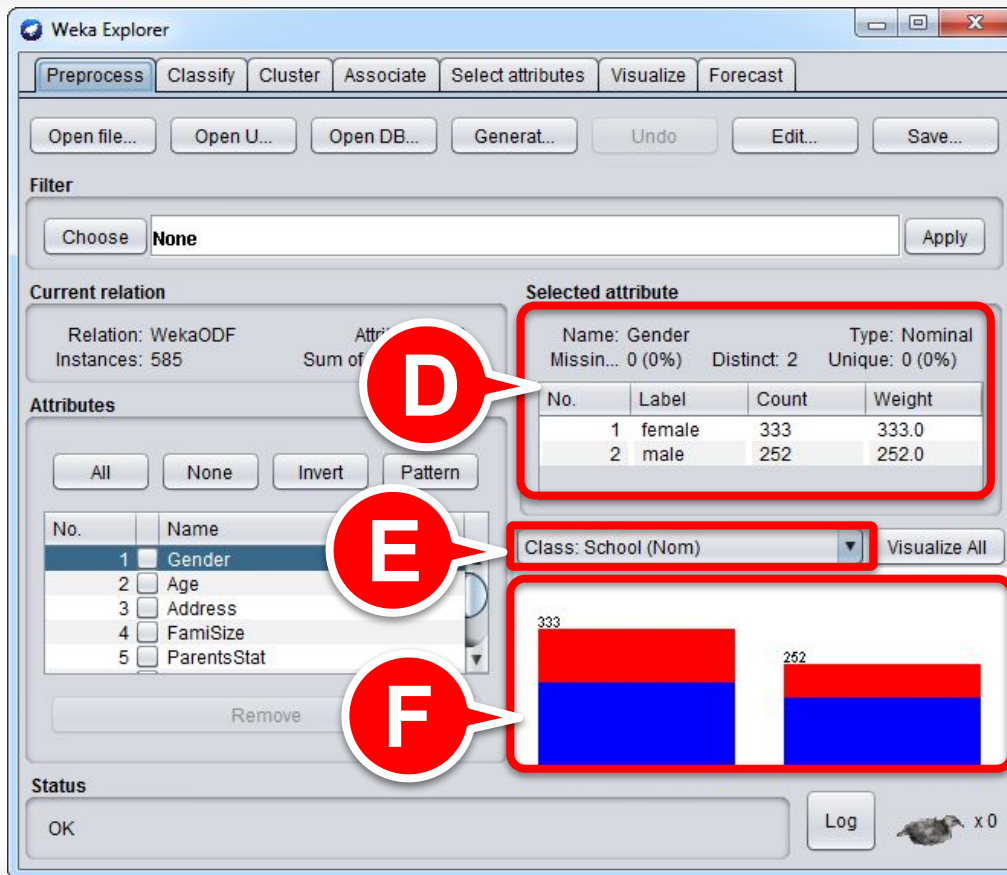 Weka Explorer
Preprocess Classify Cluster Associate Select attributes Visualize Forecast
Open file... Open U... Open DB... Generat... Undo Edit... Save...
Filter
Choose None Apply
Current relation
Relation: WekaODF
Instances: 585 Sum of
Selected attribute
Name: Gender Type: Nominal
Missin... 0 (0%) Distinct: 2 Unique: 0 (0%)
No. Label Count Weight
1 female 333 333.0
2 male 252 252.0
D
Attributes
All None Invert Pattern
No. Name
1 Gender
2 Age
3 Address
4 FamiSize
5 ParentsStat
Remove
E
Class: School (Nom) Visualize All
F
333
252
Status
OK
Log x 0